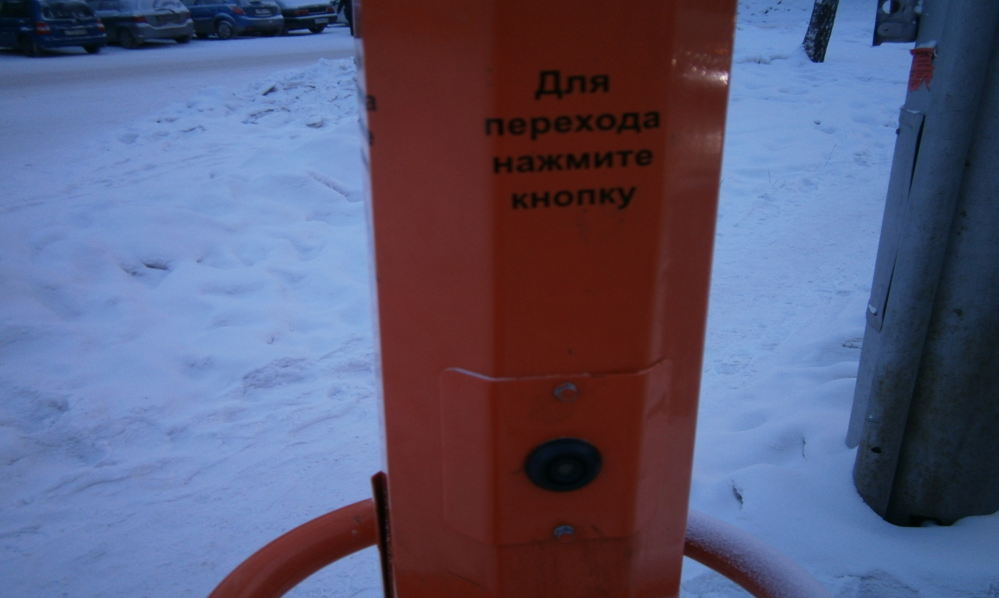 Для
перехода
нажмите
кнопку